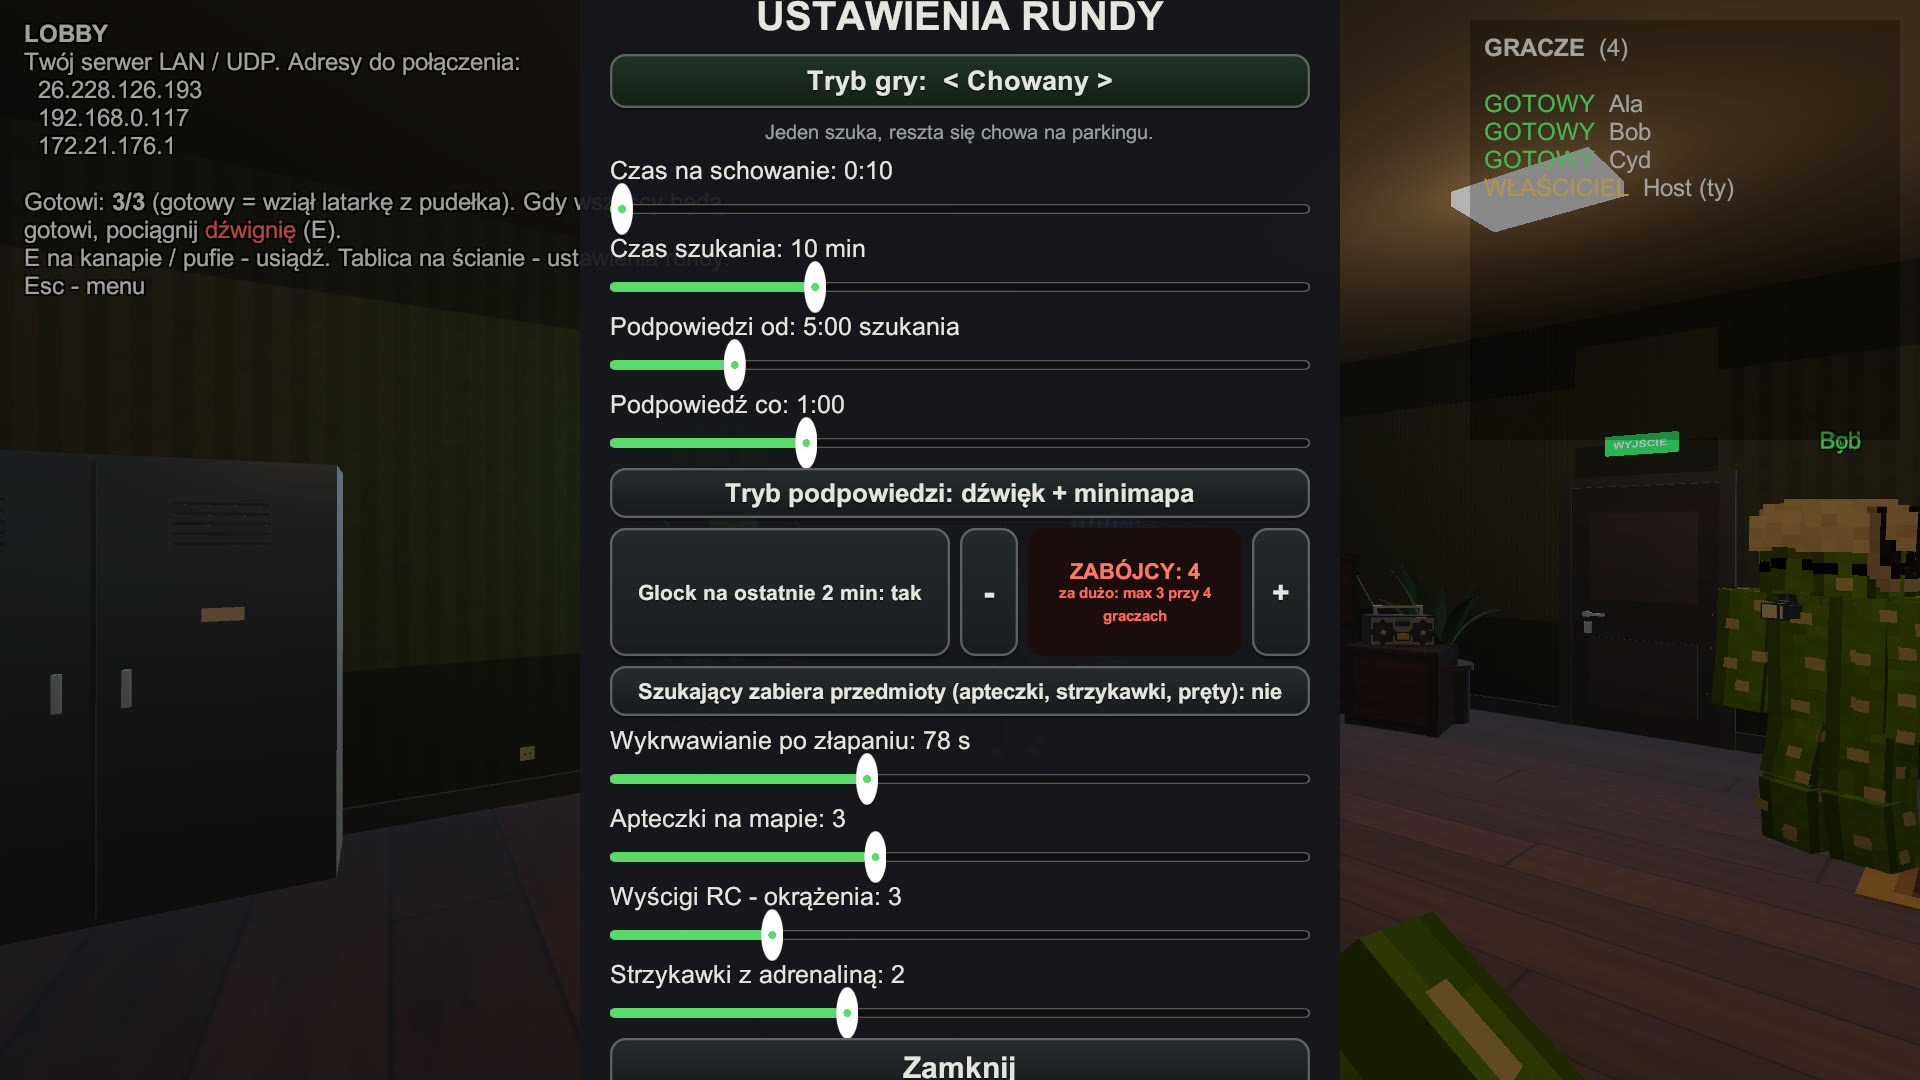 LOBBY
Twój serwer LAN / UDP. Adresy do połączenia:
26.228.126.193
192.168.0.117
172.21.176.1
Gotowi: 3/3 (gotowy = wziął latarkę z pudełka). Gdy wszyscy będą
gotowi, pociągnij dźwignię (E).
E na kanapie / pufie - usiądź. Tablica na ścianie - ustawienia rundy.
Esc - menu
USTAWIENIA RUNDY
Tryb gry: < Chowany >
Jeden szuka, reszta się chowa na parkingu.
Czas na schowanie: 0:10
Czas szukania: 10 min
Podpowiedzi od: 5:00 szukania
Podpowiedź co: 1:00
Tryb podpowiedzi: dźwięk + minimapa
Glock na ostatnie 2 min: tak
-
ZABÓJCY: 4
za dużo: max 3 przy 4
graczach
+
Szukający zabiera przedmioty (apteczki, strzykawki, pręty): nie
Wykrwawianie po złapaniu: 78 s
Apteczki na mapie: 3
Wyścigi RC - okrążenia: 3
Strzykawki z adrenaliną: 2
Zamknij
GRACZE (4)
GOTOWY Ala
GOTOWY Bob
GOTOWY Cyd
WŁAŚCICIEL Host (ty)
WYJŚCIE
Bob